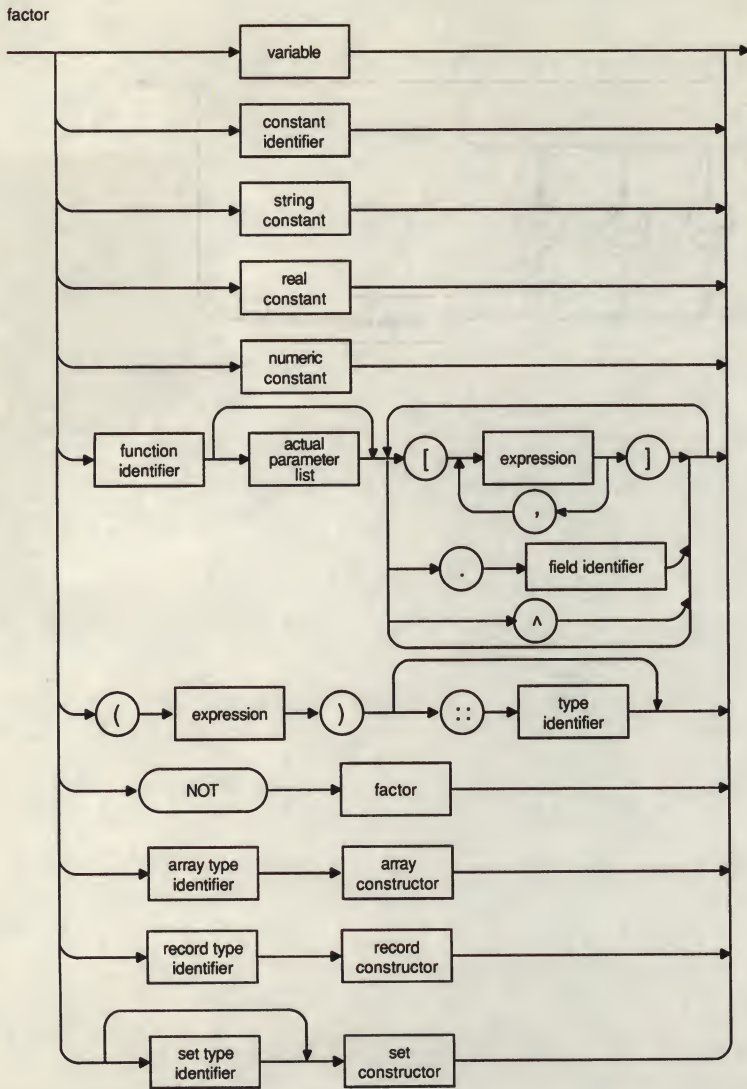 factor
variable
constant
identifier
string
constant
real
constant
numeric
constant
function
identifier
actual
parameter
list
[
expression
]
,
.
field identifier
^
(
expression
)
::
type
identifier
NOT
factor
array type
identifier
array
constructor
record type
identifier
record
constructor
set type
identifier
set
constructor